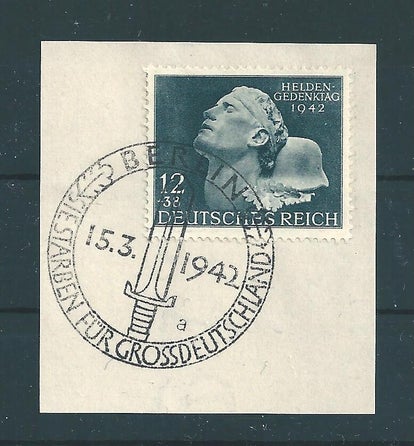 HELDEN-
GEDENKTAG
1942
12
+38
DEUTSCHES REICH
BERLIN
15.3. 1942
a
SIE STARBEN FÜR GROSSDEUTSCHLAND